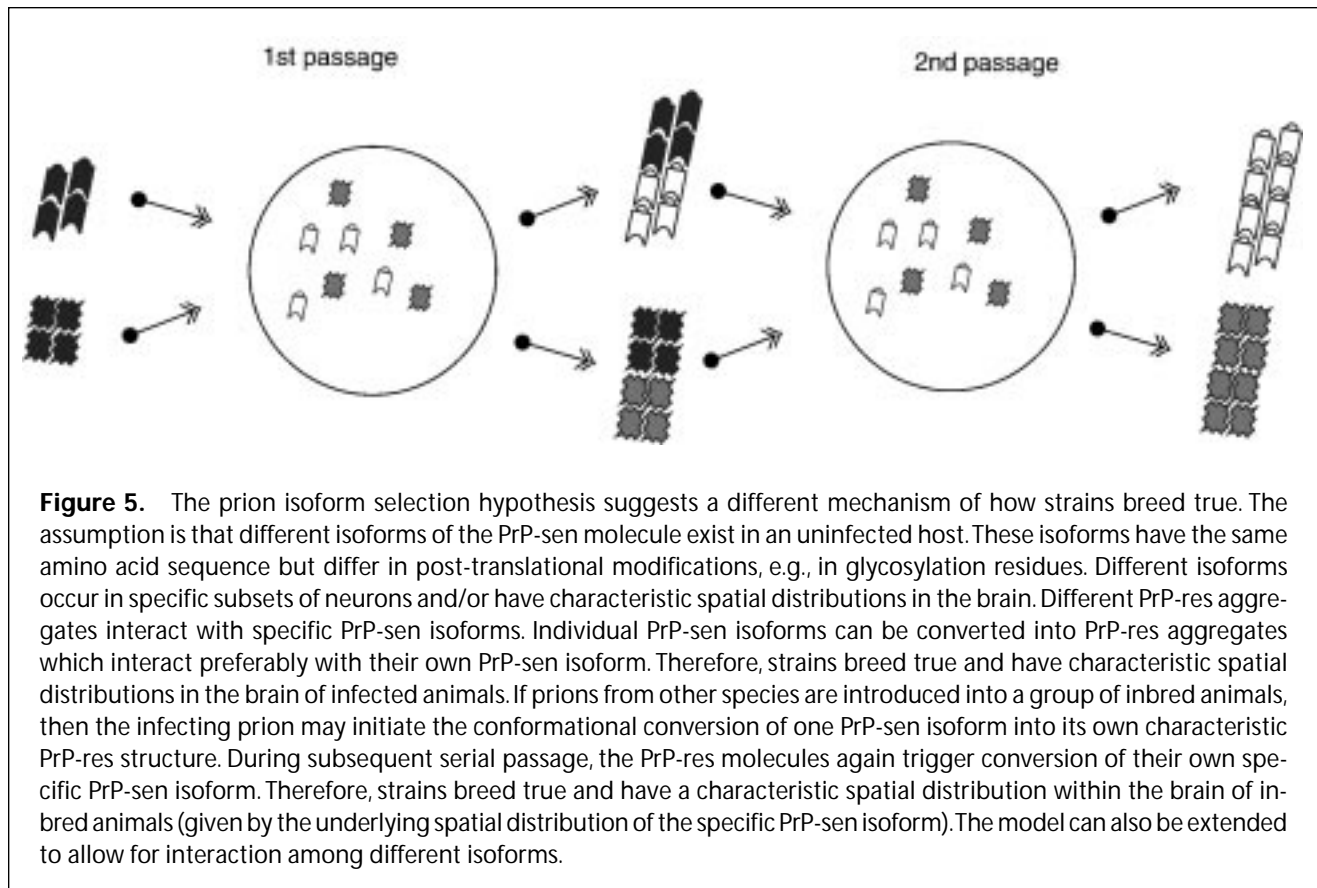 1st passage
2nd passage
Figure 5. The prion isoform selection hypothesis suggests a different mechanism of how strains breed true. The
assumption is that different isoforms of the PrP-sen molecule exist in an uninfected host. These isoforms have the same
amino acid sequence but differ in post-translational modifications, e.g., in glycosylation residues. Different isoforms
occur in specific subsets of neurons and/or have characteristic spatial distributions in the brain. Different PrP-res aggre-
gates interact with specific PrP-sen isoforms. Individual PrP-sen isoforms can be converted into PrP-res aggregates
which interact preferably with their own PrP-sen isoform. Therefore, strains breed true and have characteristic spatial
distributions in the brain of infected animals. If prions from other species are introduced into a group of inbred animals,
then the infecting prion may initiate the conformational conversion of one PrP-sen isoform into its own characteristic
PrP-res structure. During subsequent serial passage, the PrP-res molecules again trigger conversion of their own spe-
cific PrP-sen isoform. Therefore, strains breed true and have a characteristic spatial distribution within the brain of in-
bred animals (given by the underlying spatial distribution of the specific PrP-sen isoform). The model can also be extended
to allow for interaction among different isoforms.